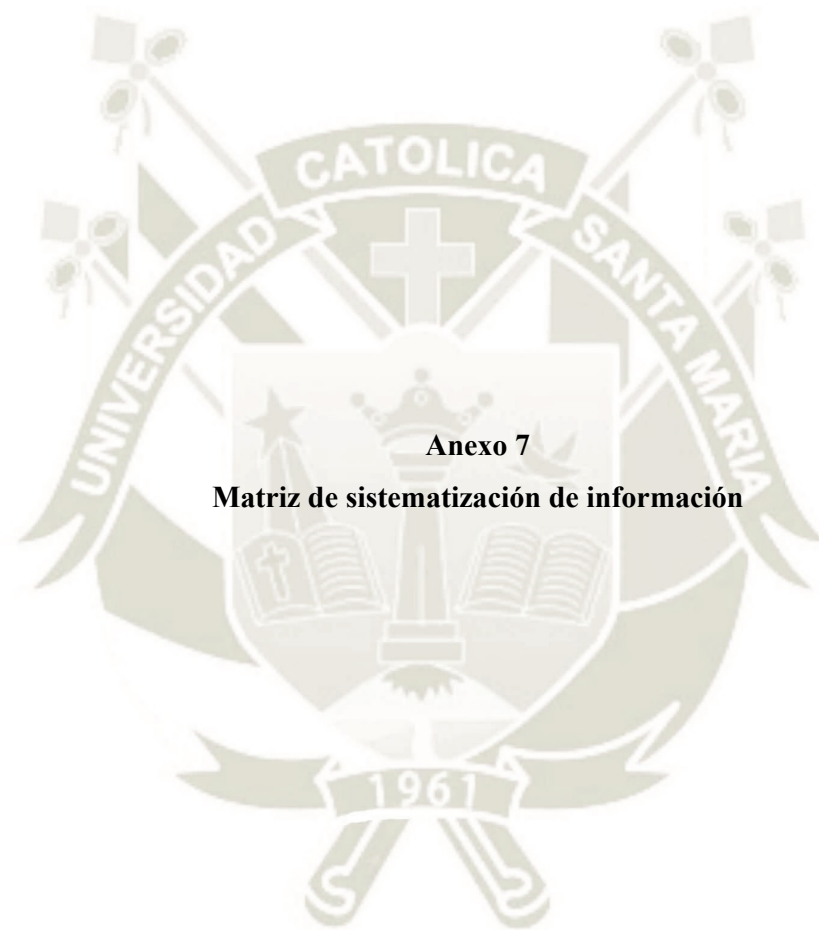 CATOLICA
UNIVERSIDAD
SANTA MARIA
Anexo 7
Matriz de sistematización de información
1961